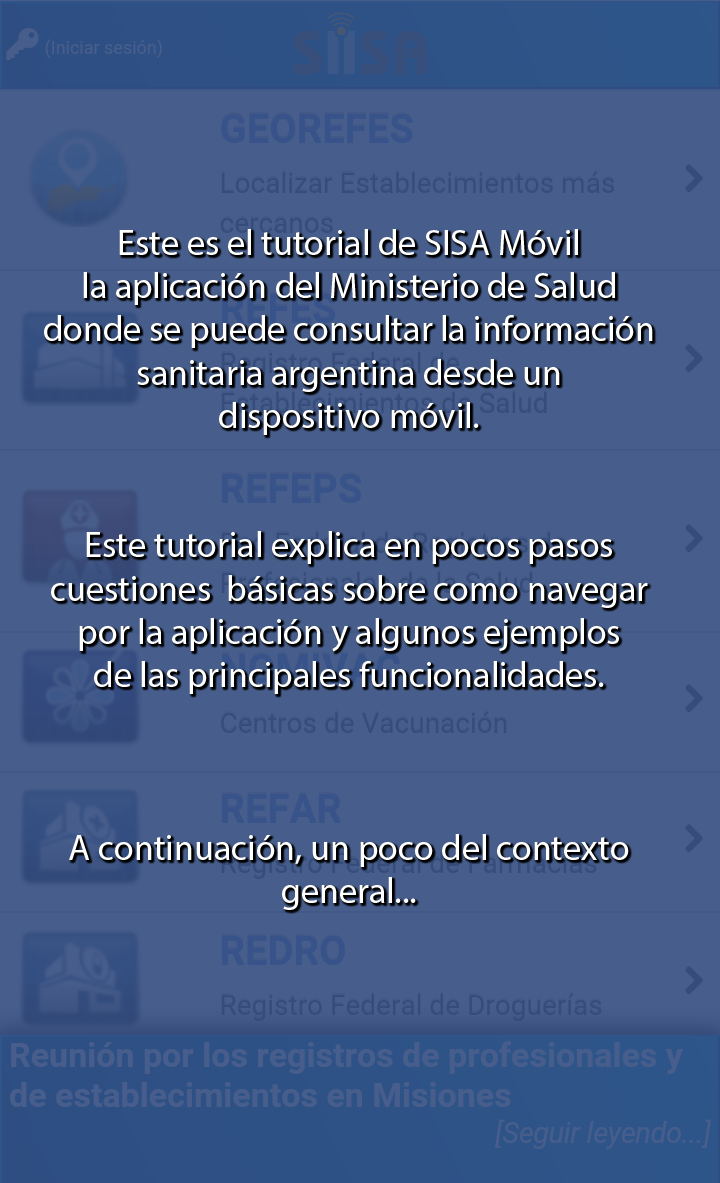 (Iniciar sesión)
SIISA
GEOREFES
Localizar Establecimientos más
cercanos
Este es el tutorial de SISA Móvil
la aplicación del Ministerio de Salud
REFES
donde se puede consultar la información
Registro Federal de
sanitaria argentina desde un
Establecimientos de Salud
dispositivo móvil.
REFEPS
Este tutorial explica en pocos pasos
cuestiones  básicas sobre como navegar
por la aplicación y algunos ejemplos
de las principales funcionalidades.
Centros de Vacunación
REFAR
A continuación, un poco del contexto
Registro Federal de Farmacias
general...
REDRO
Registro Federal de Droguerías
Reunión por los registros de profesionales y
de establecimientos en Misiones
[Seguir leyendo...]